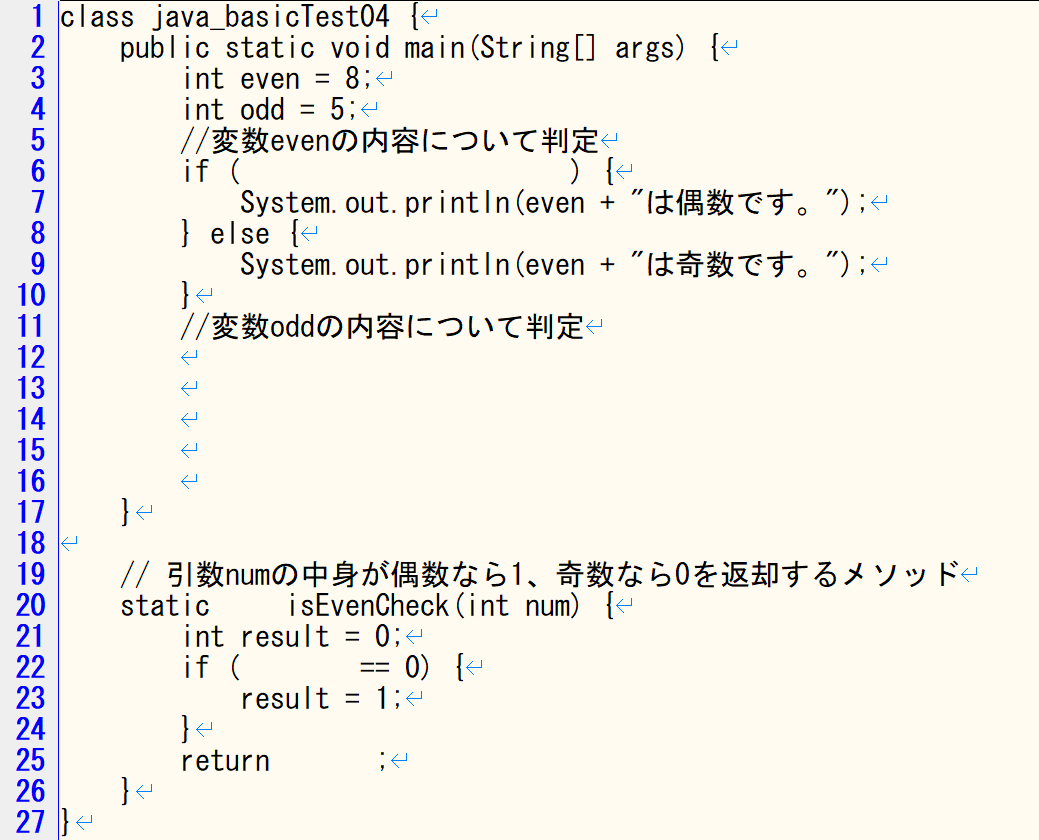 1 class java_basicTest04 {↵
2     public static void main(String[] args) {↵
3         int even = 8;↵
4         int odd = 5;↵
5         //変数evenの内容について判定↵
6         if (                      ) {↵
7             System.out.println(even + "は偶数です。");↵
8         } else {↵
9             System.out.println(even + "は奇数です。");↵
10         }↵
11         //変数oddの内容について判定↵
12         ↵
13         ↵
14         ↵
15         ↵
16         ↵
17     }↵
18 ↵
19     // 引数numの中身が偶数なら1、奇数なら0を返却するメソッド↵
20     static     isEvenCheck(int num) {↵
21         int result = 0;↵
22         if (        == 0) {↵
23             result = 1;↵
24         }↵
25         return       ;↵
26     }↵
27 }↵